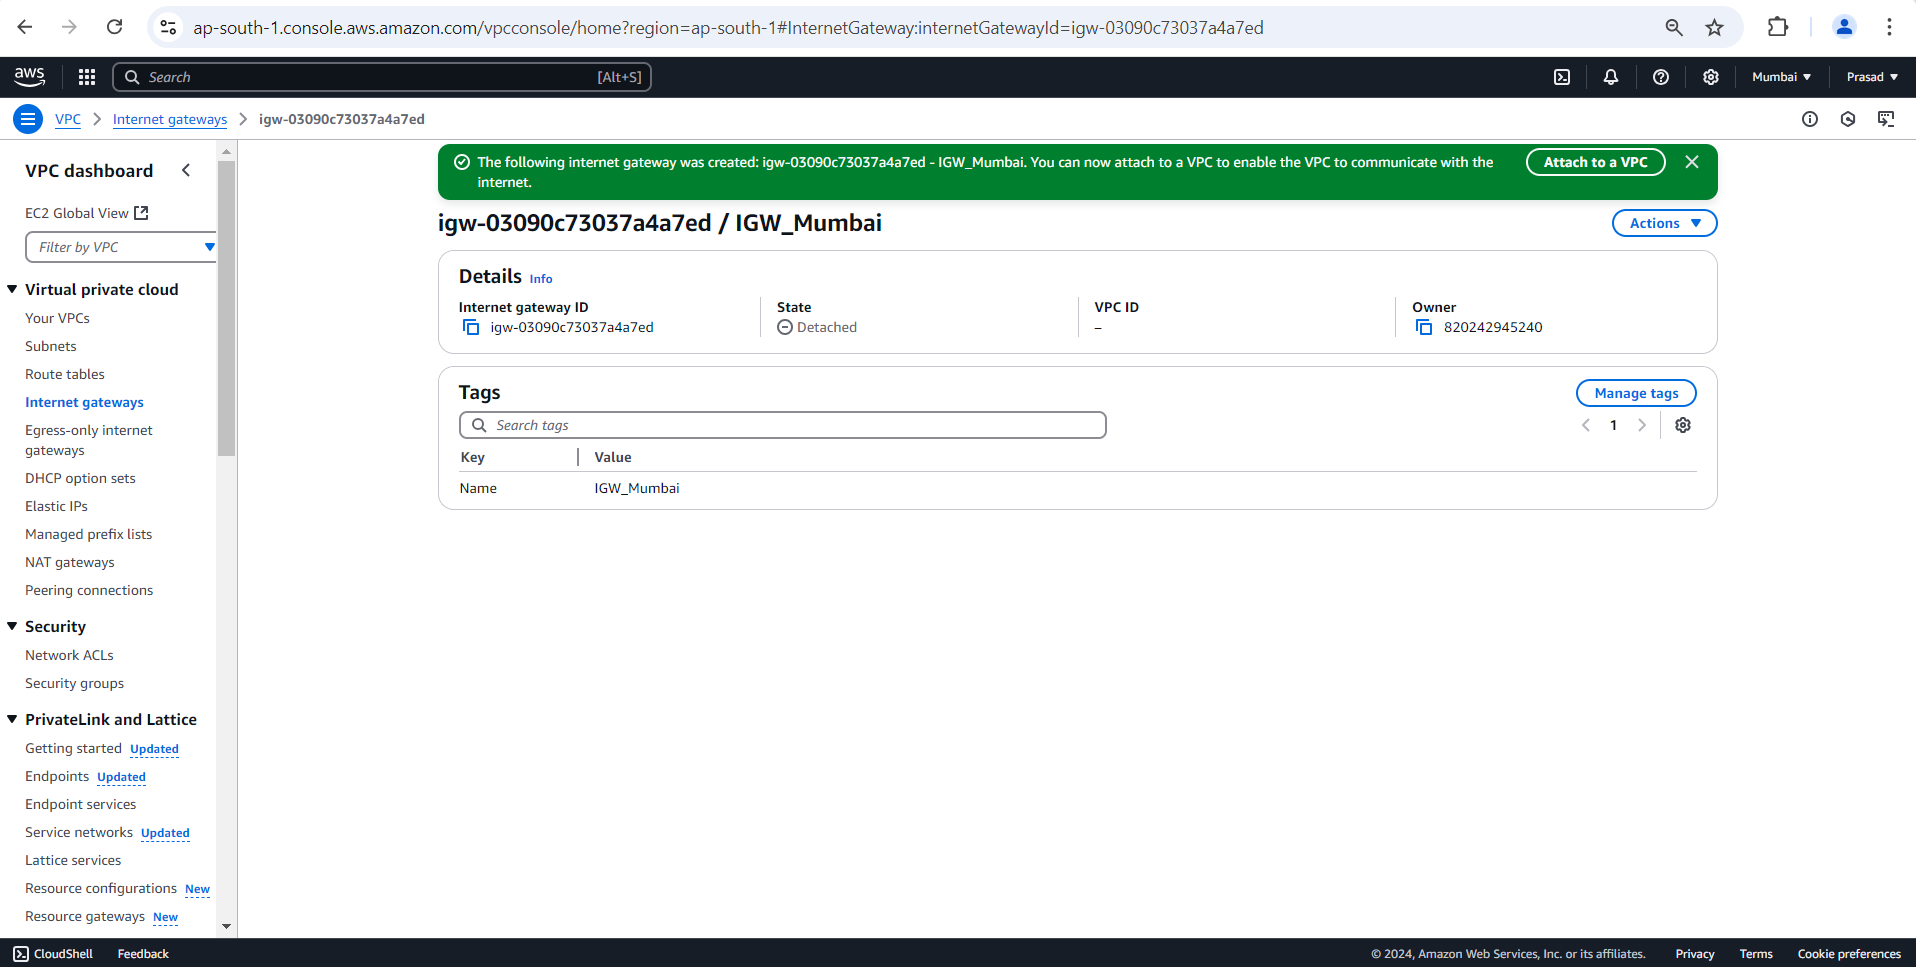 ap-south-1.console.aws.amazon.com/vpcconsole/home?region=ap-south-1#InternetGateway:internetGatewayId=igw-03090c73037a4a7ed
aws
Search
[Alt+S]
Mumbai
Prasad
VPC
Internet gateways
igw-03090c73037a4a7ed
VPC dashboard
EC2 Global View
Filter by VPC
Virtual private cloud
Your VPCs
Subnets
Route tables
Internet gateways
Egress-only internet
gateways
DHCP option sets
Elastic IPs
Managed prefix lists
NAT gateways
Peering connections
Security
Network ACLs
Security groups
PrivateLink and Lattice
Getting started Updated
Endpoints Updated
Endpoint services
Service networks Updated
Lattice services
Resource configurations New
Resource gateways New
The following internet gateway was created: igw-03090c73037a4a7ed - IGW_Mumbai. You can now attach to a VPC to enable the VPC to communicate with the
internet.
Attach to a VPC
igw-03090c73037a4a7ed / IGW_Mumbai
Actions
Details Info
Internet gateway ID
igw-03090c73037a4a7ed
State
Detached
VPC ID
–
Owner
820242945240
Tags
Manage tags
Search tags
1
Key Value
Name IGW_Mumbai
CloudShell
Feedback
© 2024, Amazon Web Services, Inc. or its affiliates.
Privacy
Terms
Cookie preferences